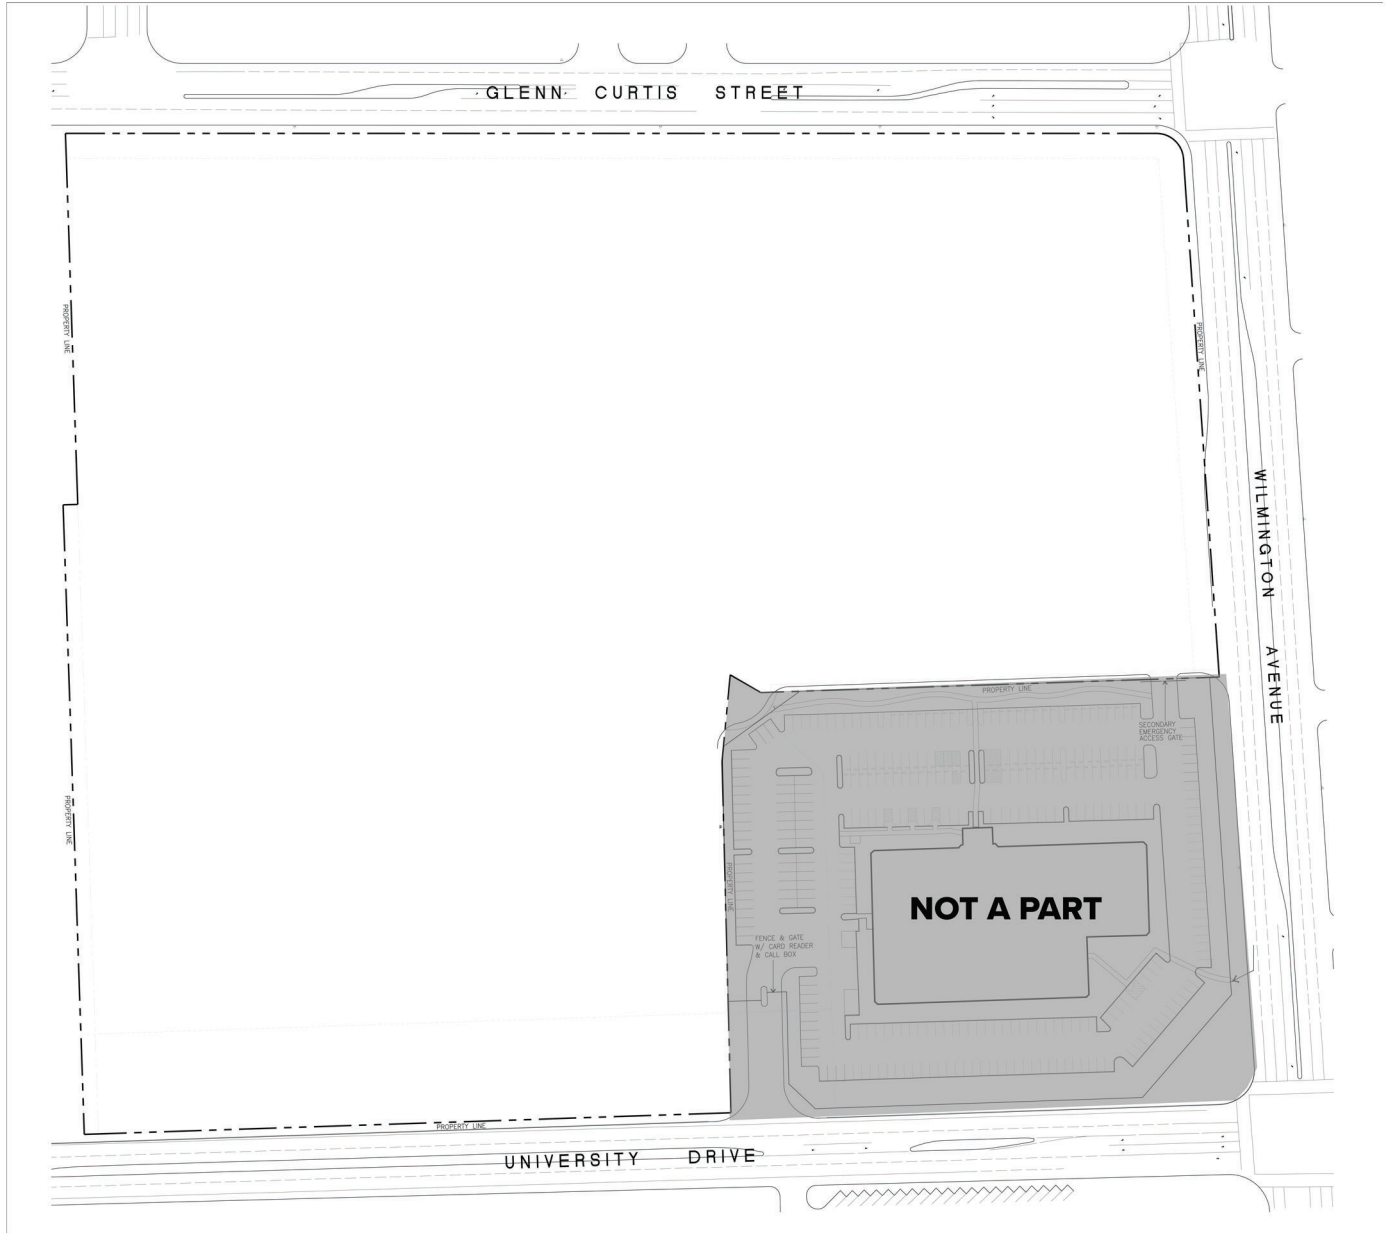 GLENN CURTIS STREET
PROPERTY LINE
PROPERTY LINE
WILMINGTON AVENUE
PROPERTY LINE
SECONDARY
EMERGENCY
ACCESS GATE
PROPERTY LINE
PROPERTY LINE
NOT A PART
FENCE & GATE
W/ CARD READER
& CALL BOX
PROPERTY LINE
UNIVERSITY DRIVE